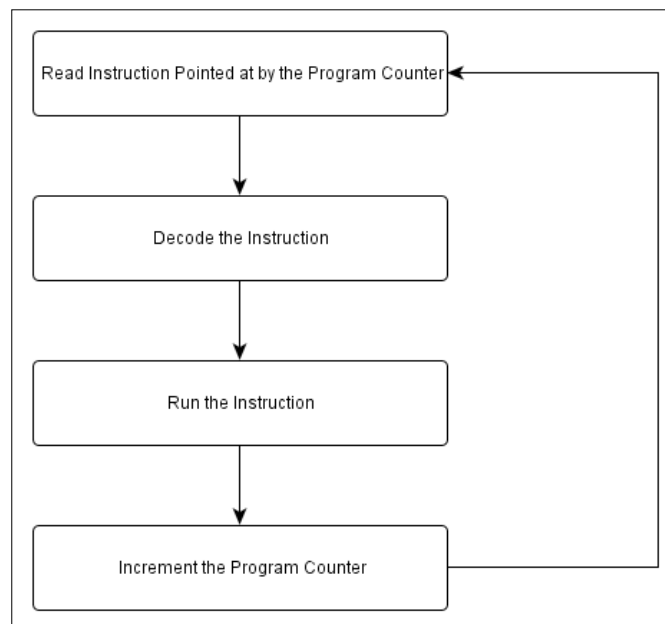 Read Instruction Pointed at by the Program Counter
Decode the Instruction
Run the Instruction
Increment the Program Counter